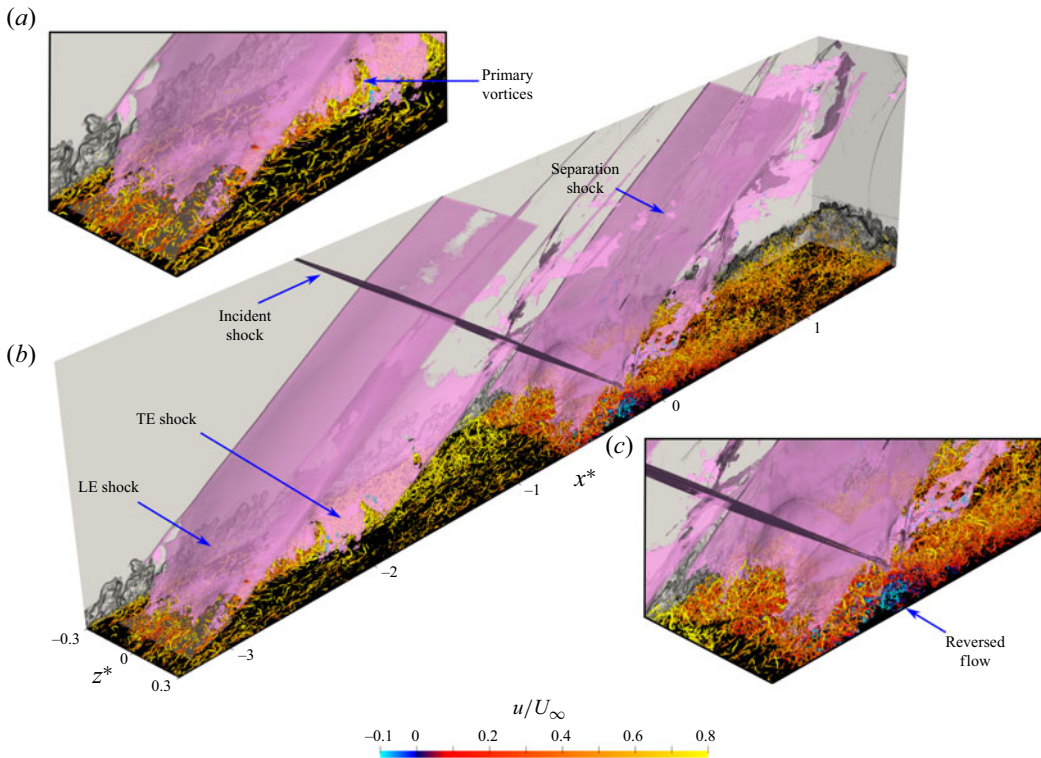 (a)
Primary
vortices
Separation
shock
Incident
shock
(b)
1
TE shock
0
(c)
x*
LE shock
–1
–2
–0.3
0
z*
0.3
–3
Reversed
flow
u/U∞
–0.1 0 0.2 0.4 0.6 0.8